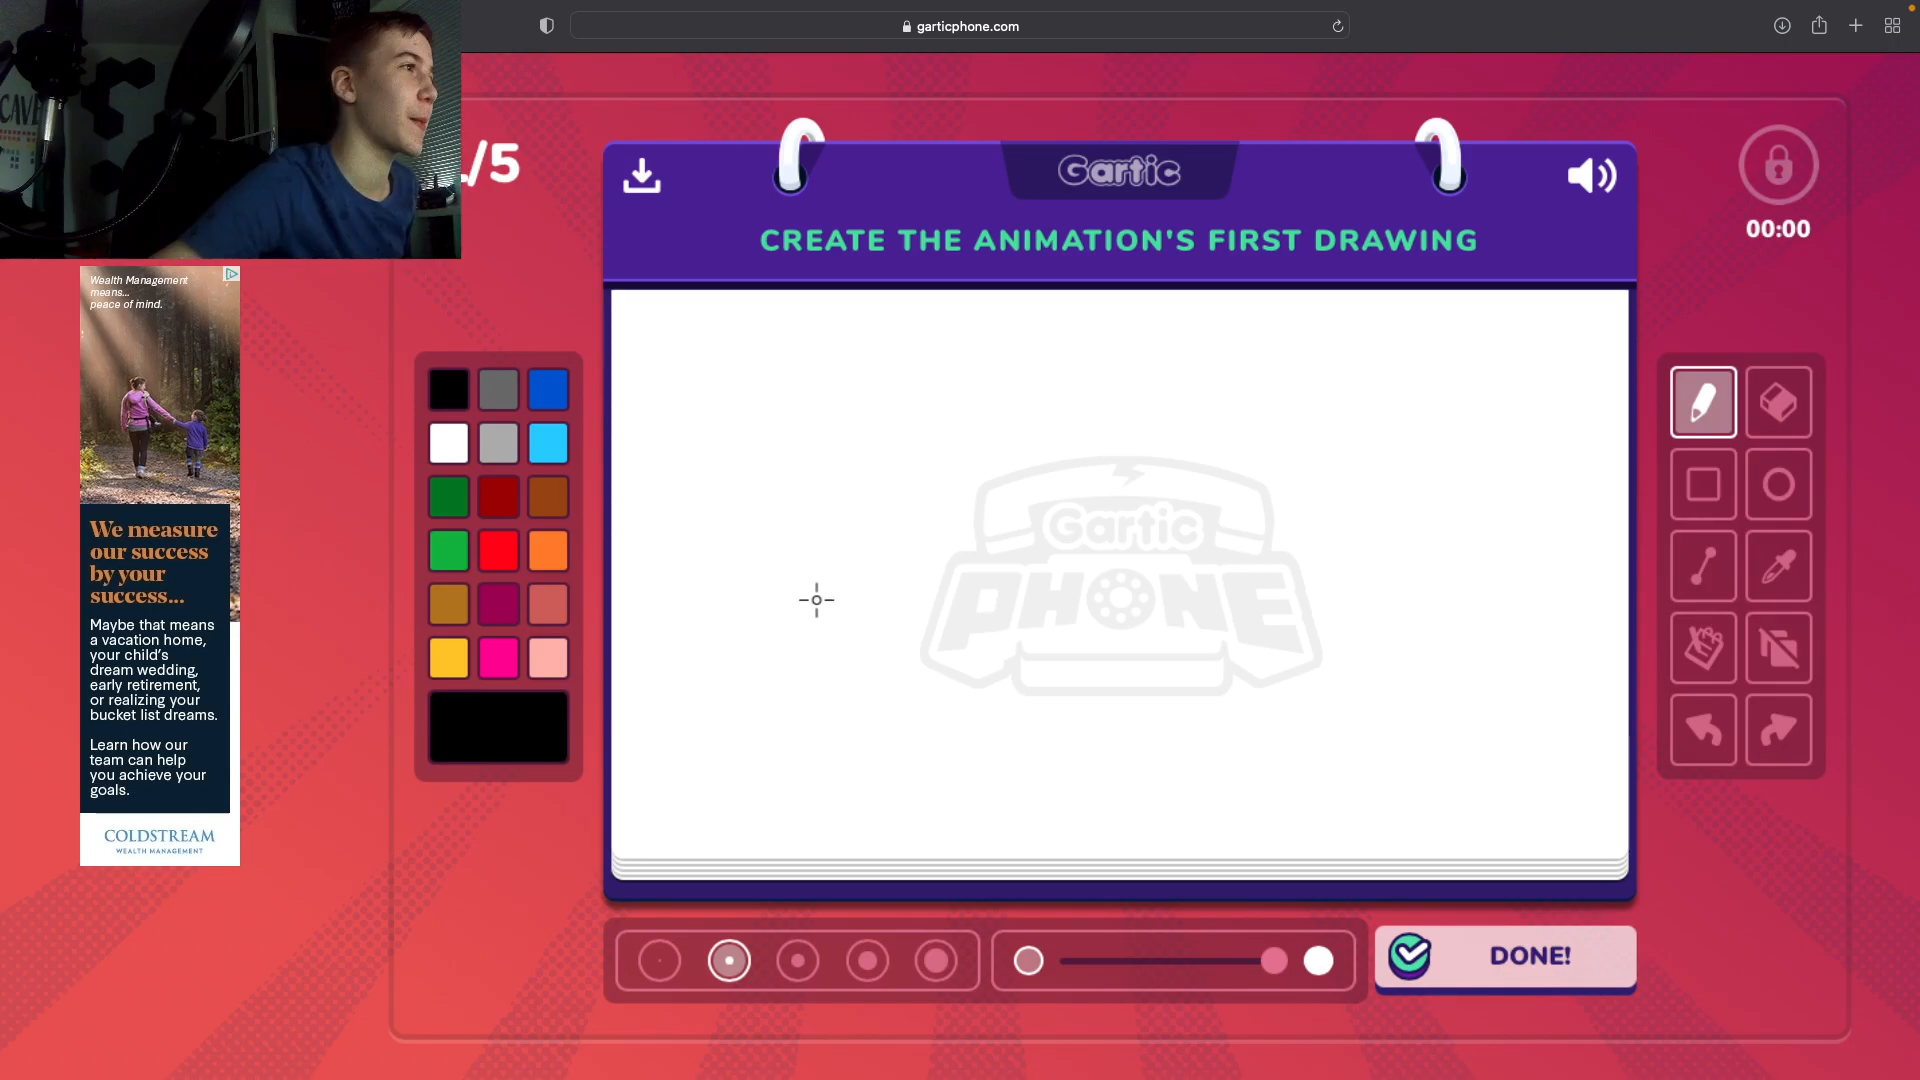 garticphone.com
CAVE
/5
Gartic
CREATE THE ANIMATION'S FIRST DRAWING
00:00
Wealth Management
means...
peace of mind.
We measure
our success
by your
success...
Maybe that means
a vacation home,
your child's
dream wedding,
early retirement,
or realizing your
bucket list dreams.
Learn how our
team can help
you achieve your
goals.
COLDSTREAM
WEALTH MANAGEMENT
Gartic
PHONE
DONE!